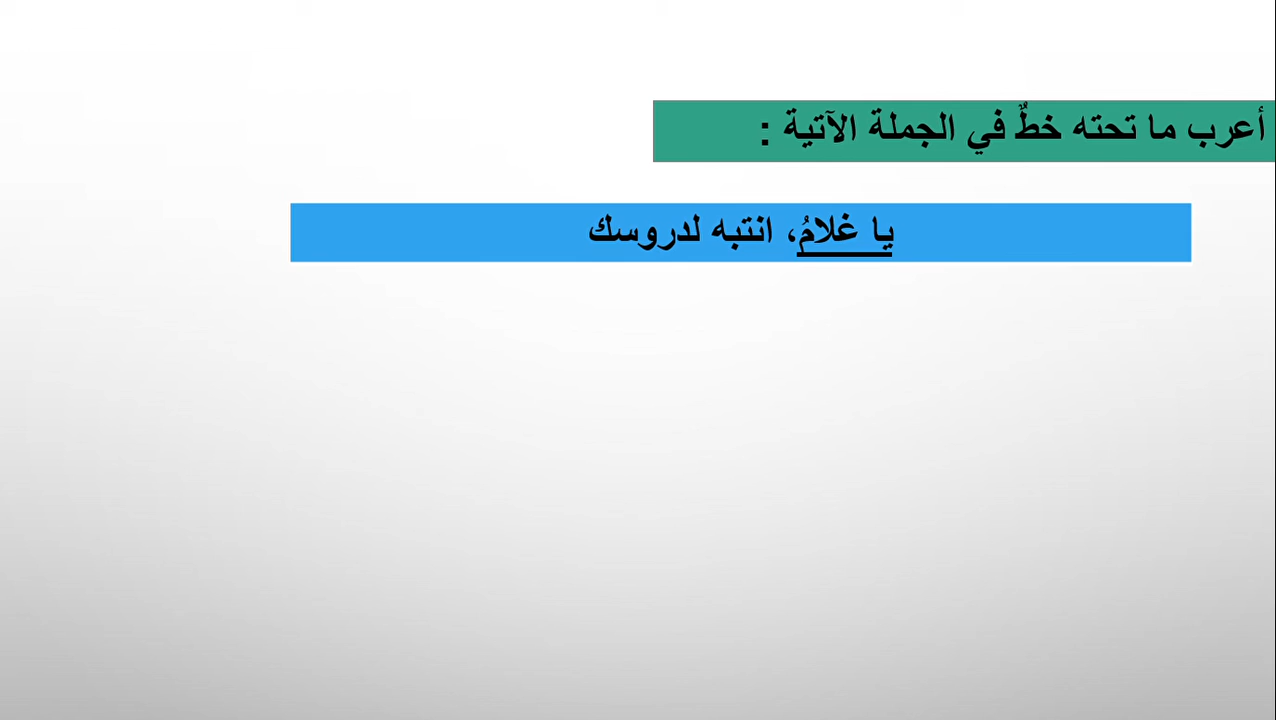 أعرب ما تحته خطٌّ في الجملة الآتية :
يا غلامُ، انتبه لدروسك